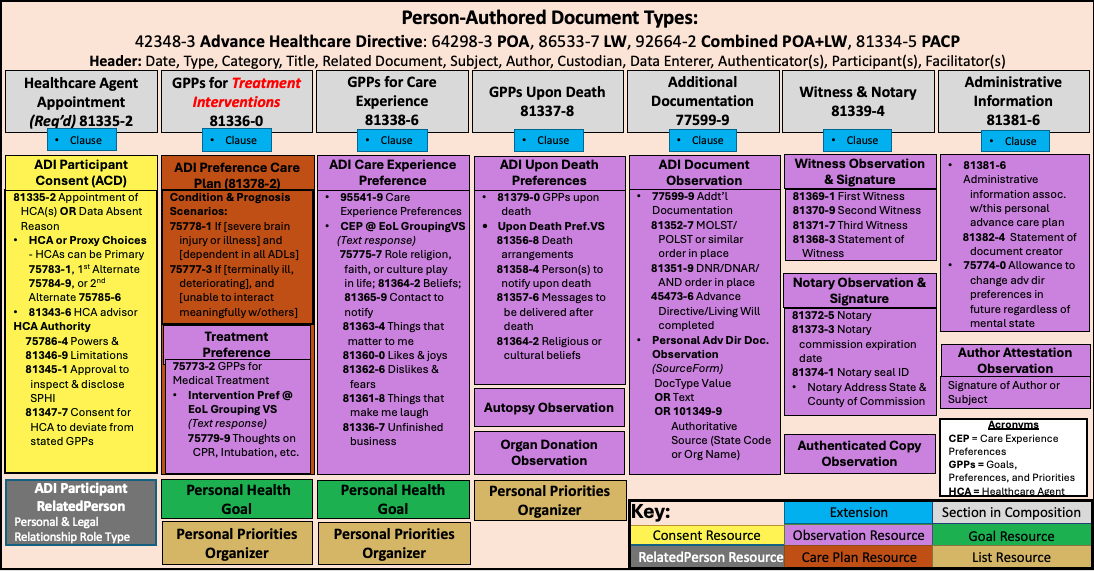 Person-Authored Document Types:
42348-3 Advance Healthcare Directive: 64298-3 POA, 86533-7 LW, 92664-2 Combined POA+LW, 81334-5 PACP
Header: Date, Type, Category, Title, Related Document, Subject, Author, Custodian, Data Enterer, Authenticator(s), Participant(s), Facilitator(s)
Healthcare Agent
Appointment
(Req'd) 81335-2
• Clause
ADI Participant
Consent (ACD)
81335-2 Appointment of
HCA(s) OR Data Absent
Reason
• HCA or Proxy Choices
- HCAs can be Primary
75783-1, 1st Alternate
75784-9, or 2nd
Alternate 75785-6
• 81343-6 HCA advisor
HCA Authority
75786-4 Powers &
81346-9 Limitations
81345-1 Approval to
inspect & disclose
SPHI
81347-7 Consent for
HCA to deviate from
stated GPPs
ADI Participant
RelatedPerson
Personal & Legal
Relationship Role Type
GPPs for Treatment
Interventions
81336-0
• Clause
ADI Preference Care
Plan (81378-2)
Condition & Prognosis
Scenarios:
75778-1 If [severe brain
injury or illness] and
[dependent in all ADLs]
75777-3 If [terminally ill,
deteriorating], and
[unable to interact
meaningfully w/others]
Treatment
Preference
75773-2 GPPs for
Medical Treatment
• Intervention Pref @
EoL Grouping VS
(Text response)
75779-9 Thoughts on
CPR, Intubation, etc.
Personal Health
Goal
Personal Priorities
Organizer
GPPs for Care
Experience
81338-6
• Clause
ADI Care Experience
Preference
• 95541-9 Care
Experience Preferences
• CEP @ EoL GroupingVS
(Text response)
75775-7 Role religion,
faith, or culture play
in life; 81364-2 Beliefs;
81365-9 Contact to
notify
81363-4 Things that
matter to me
81360-0 Likes & joys
81362-6 Dislikes &
fears
81361-8 Things that
make me laugh
81336-7 Unfinished
business
Personal Health
Goal
Personal Priorities
Organizer
GPPs Upon Death
81337-8
• Clause
ADI Upon Death
Preferences
• 81379-0 GPPs upon
death
• Upon Death Pref.VS
81356-8 Death
arrangements
81358-4 Person(s) to
notify upon death
81357-6 Messages to
be delivered after
death
81364-2 Religious or
cultural beliefs
Autopsy Observation
Organ Donation
Observation
Personal Priorities
Organizer
Additional
Documentation
77599-9
• Clause
ADI Document
Observation
• 77599-9 Addt'l
Documentation
81352-7 MOLST/
POLST or similar
order in place
81351-9 DNR/DNAR/
AND order in place
45473-6 Advance
Directive/Living Will
completed
• Personal Adv Dir Doc.
Observation
(SourceForm)
DocType Value
OR Text
OR 101349-9
Authoritative
Source (State Code
or Org Name)
Witness & Notary
81339-4
• Clause
Witness Observation
& Signature
81369-1 First Witness
81370-9 Second Witness
81371-7 Third Witness
81368-3 Statement of
Witness
Notary Observation &
Signature
81372-5 Notary
81373-3 Notary
commission expiration
date
81374-1 Notary seal ID
• Notary Address State &
County of Commission
Authenticated Copy
Observation
Administrative
Information
81381-6
• Clause
• 81381-6
Administrative
information assoc.
w/this personal
advance care plan
81382-4 Statement of
document creator
• 75774-0 Allowance to
change adv dir
preferences in
future regardless of
mental state
Author Attestation
Observation
Signature of Author or
Subject
Acronyms
CEP = Care Experience
Preferences
GPPs = Goals,
Preferences, and Priorities
HCA = Healthcare Agent
Key:
Extension
Section in Composition
Consent Resource
Observation Resource
Goal Resource
RelatedPerson Resource
Care Plan Resource
List Resource